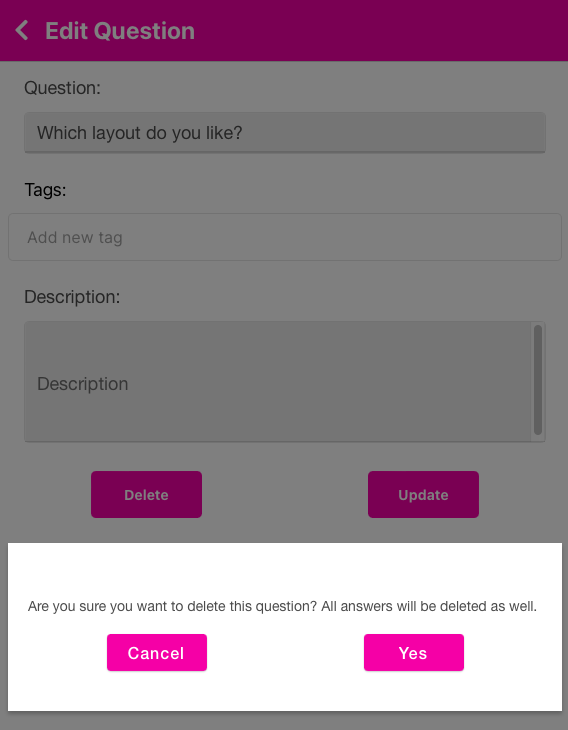 Edit Question
Question:
Which layout do you like?
Tags:
Add new tag
Description:
Description
Delete Update
Are you sure you want to delete this question? All answers will be deleted as well.
Cancel Yes